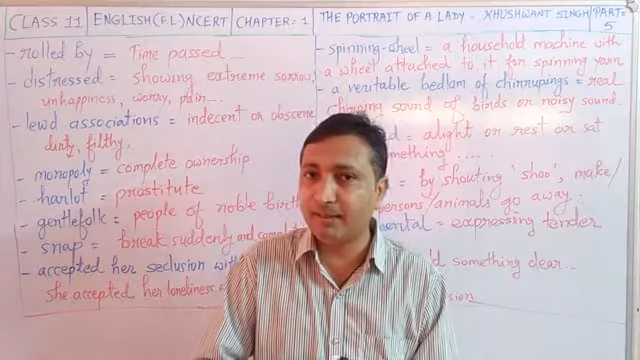 CLASS 11 ENGLISH(F.L) NCERT CHAPTER:-1 THE PORTRAIT OF A LADY - KHUSHWANT SINGH PART= 5
- rolled by = Time passed...
- distressed = showing extreme sorrow,
unhappiness, worry, pain....
- lewd associations = indecent or obscene
dirty, filthy,
- monopoly = complete ownership
- harlot = prostitute
- gentlefolk = people of noble birth
- snap = break suddenly and
- accepted her seclusion
she accepted her loneliness =
- spinning-wheel = a household machine with
a wheel attached to it for spinning yarn
- a veritable bedlam of chirrupings = real
chirping sound of birds or noisy sound
= alight or rest or sat
something .....
= by shouting 'shoo', make/
persons/animals go away...
= expressing tender
something dear...